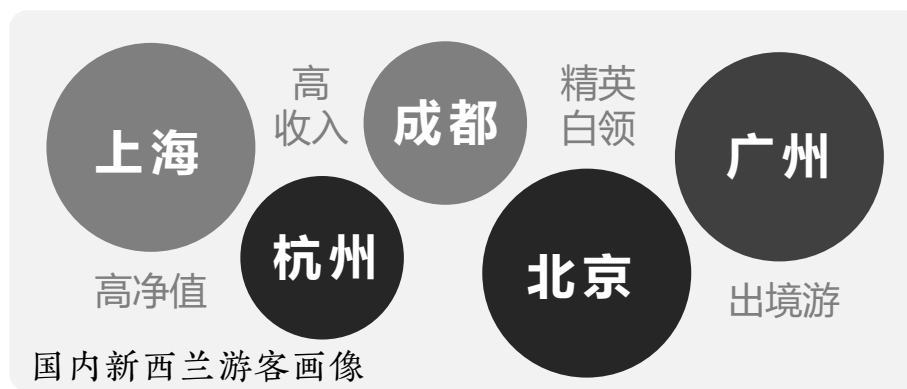 上海
高
收入
成都
精英
白领
广州
杭州
北京
高净值
出境游
国内新西兰游客画像